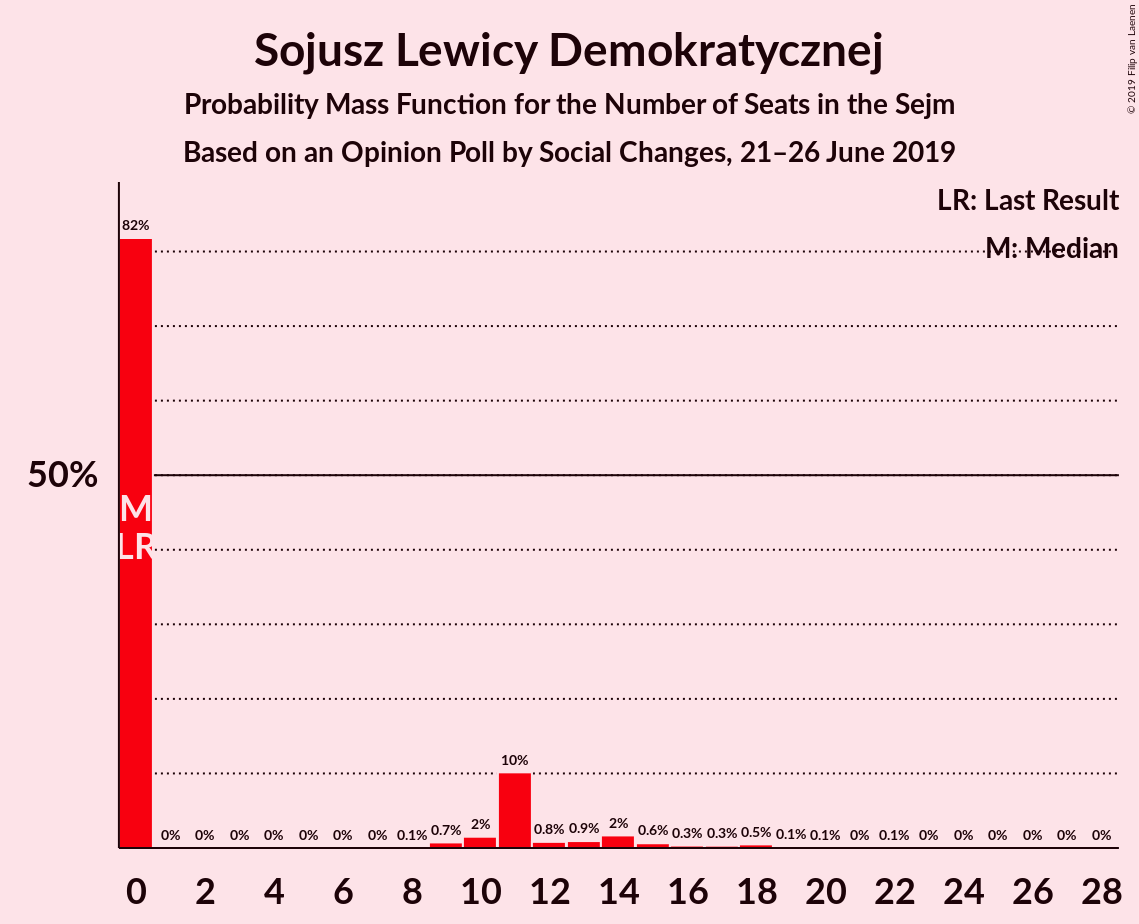 Sojusz Lewicy Demokratycznej
Probability Mass Function for the Number of Seats in the Sejm
Based on an Opinion Poll by Social Changes, 21–26 June 2019
© 2019 Filip van Laenen
LR: Last Result
M: Median
82%
50%
M
LR
0% 0% 0% 0% 0% 0% 0% 0.1% 0.7% 2% 10% 0.8% 0.9% 2% 0.6% 0.3% 0.3% 0.5% 0.1% 0.1% 0% 0.1% 0% 0% 0% 0% 0% 0%
0 2 4 6 8 10 12 14 16 18 20 22 24 26 28